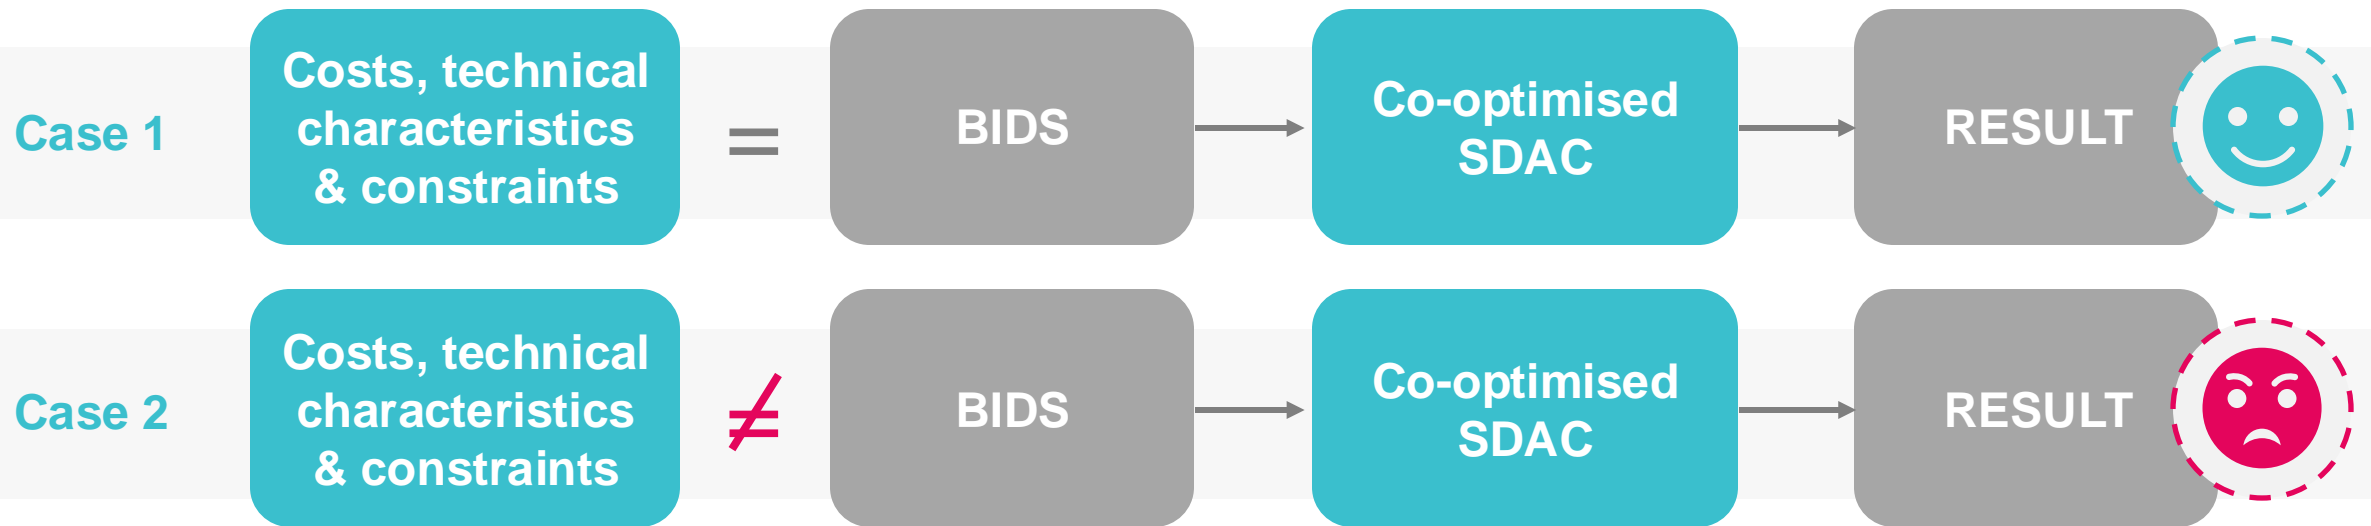 Case 1
Costs, technical
characteristics
& constraints
=
BIDS
Co-optimised
SDAC
RESULT
Case 2
Costs, technical
characteristics
& constraints
≠
BIDS
Co-optimised
SDAC
RESULT